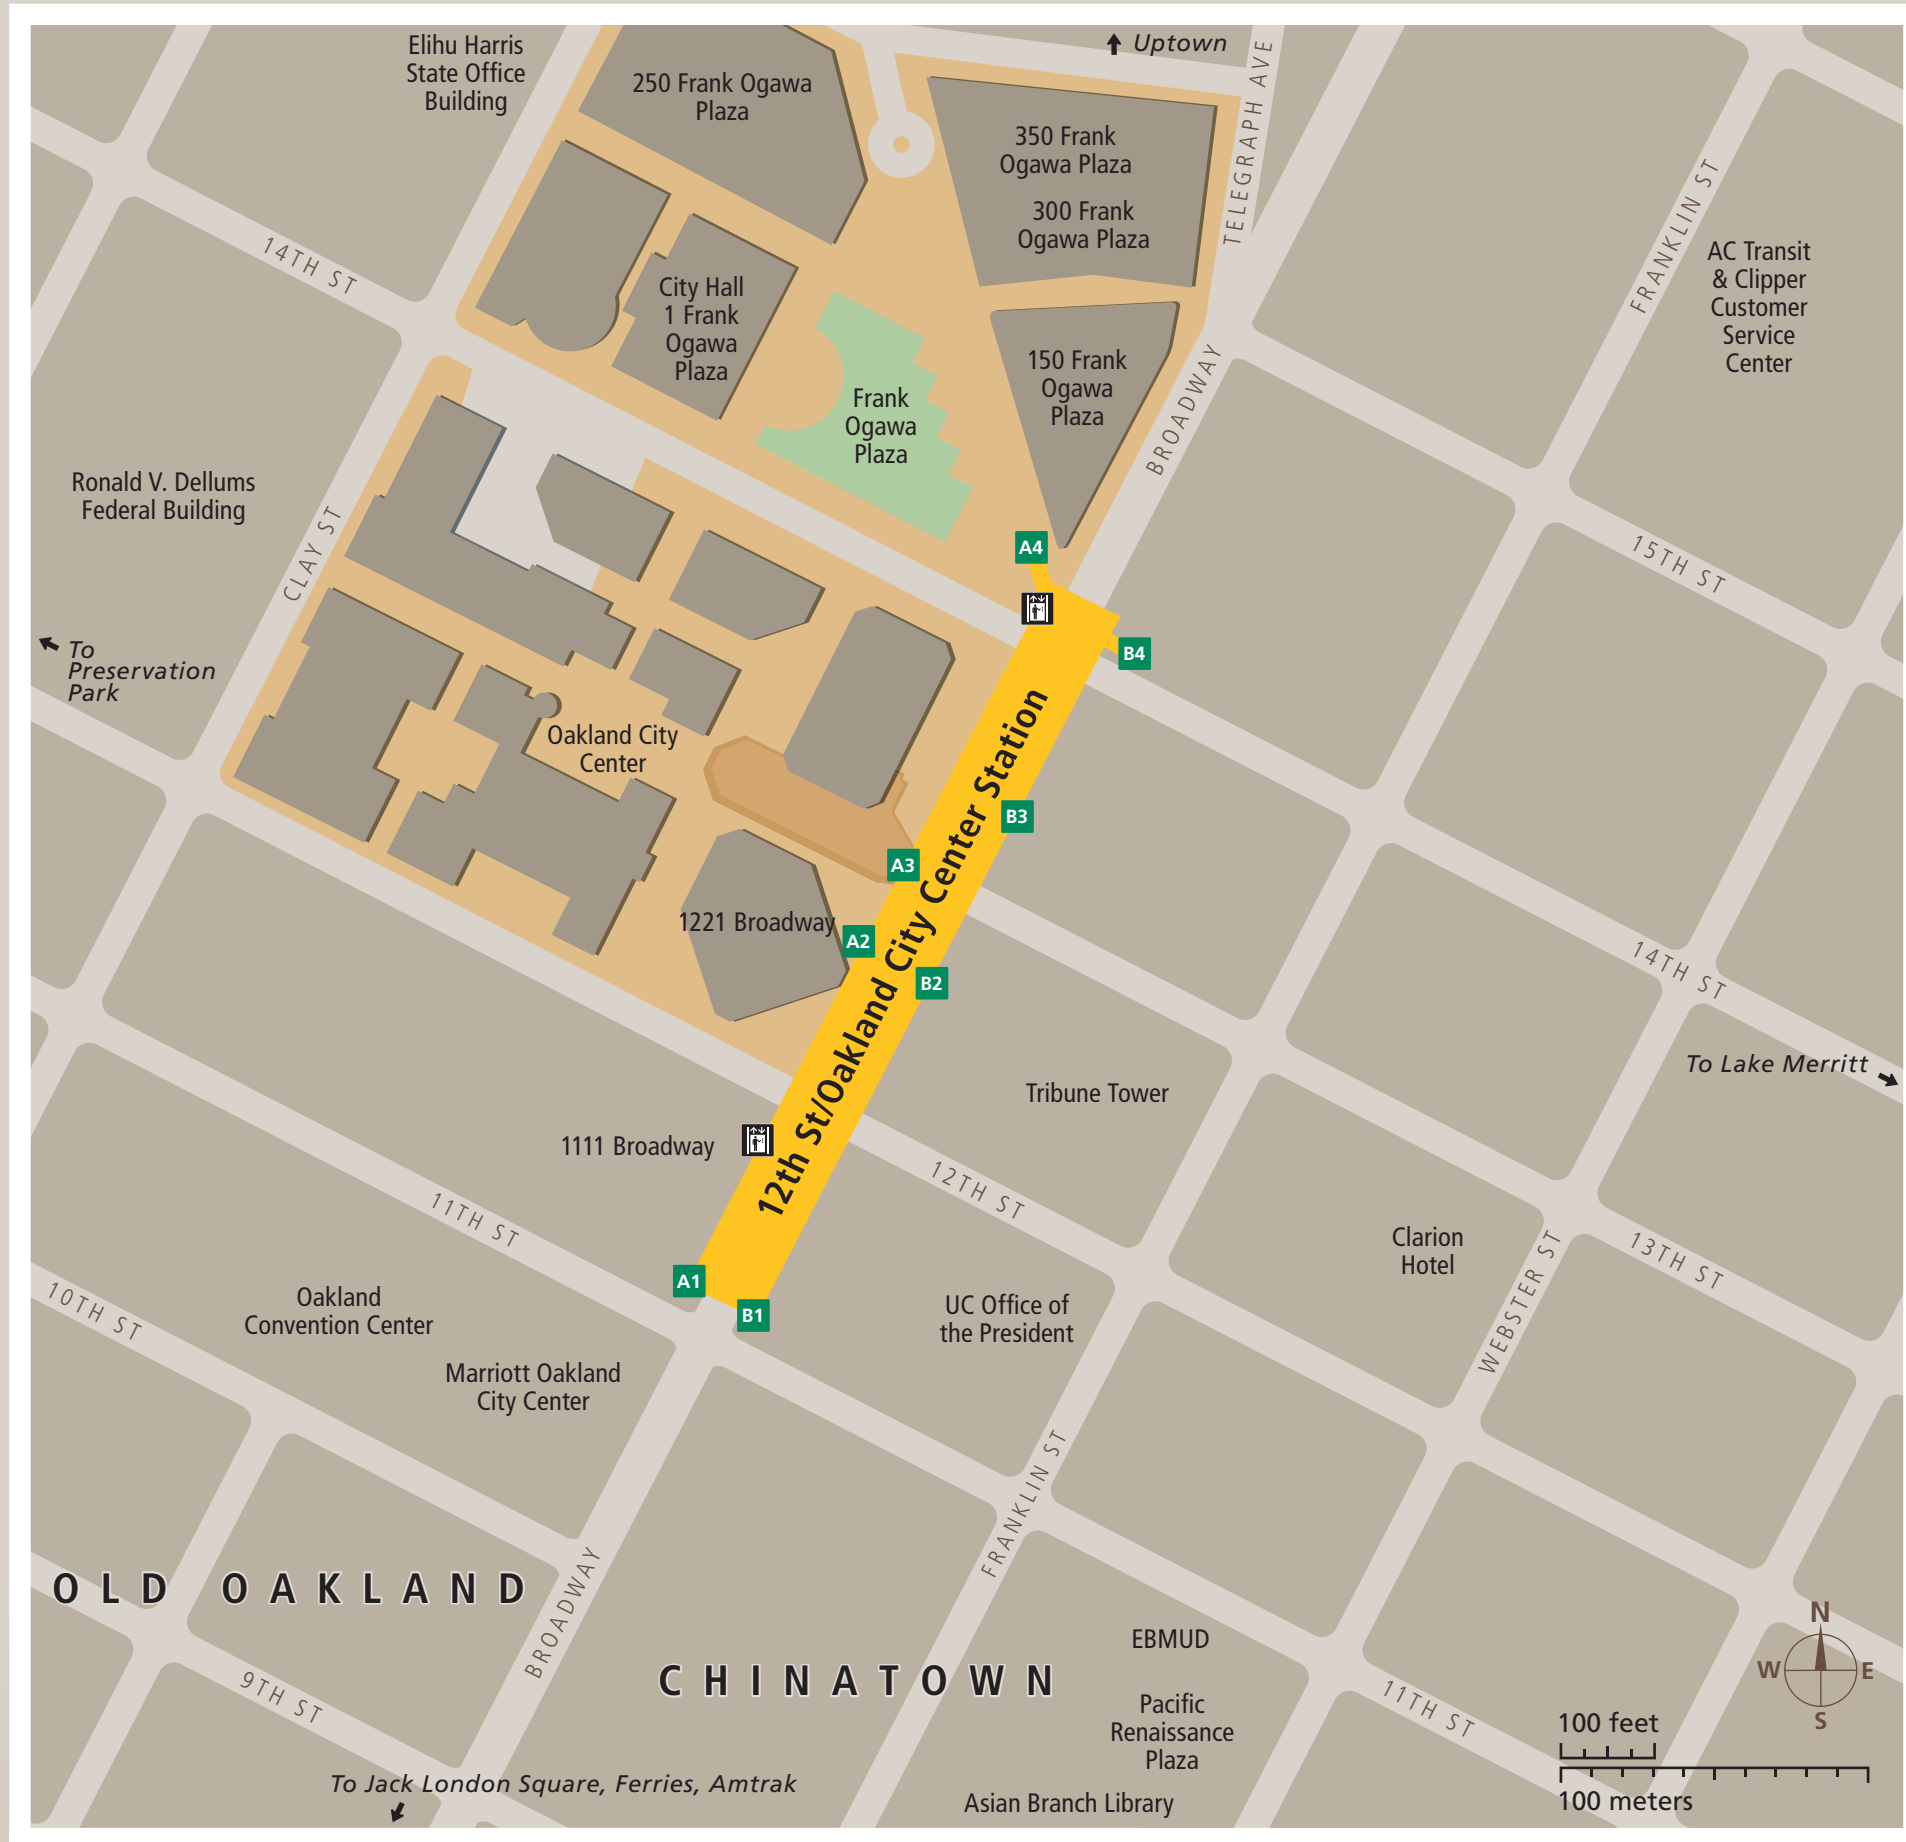 Elihu Harris
State Office
Building
250 Frank Ogawa
Plaza
Uptown
TELEGRAPH AVE
350 Frank
Ogawa Plaza
300 Frank
Ogawa Plaza
FRANKLIN ST
AC Transit
& Clipper
Customer
Service
Center
14TH ST
City Hall
1 Frank
Ogawa
Plaza
150 Frank
Ogawa
Plaza
BROADWAY
Frank
Ogawa
Plaza
Ronald V. Dellums
Federal Building
CLAY ST
A4
15TH ST
B4
To
Preservation
Park
Oakland City
Center
12th St/Oakland City Center Station
B3
A3
1221 Broadway
A2
B2
14TH ST
To Lake Merritt
Tribune Tower
1111 Broadway
12TH ST
11TH ST
Clarion
Hotel
13TH ST
WEBSTER ST
A1
B1
10TH ST
Oakland
Convention Center
UC Office of
the President
Marriott Oakland
City Center
FRANKLIN ST
OLD OAKLAND
BROADWAY
CHINATOWN
EBMUD
N
W
E
S
9TH ST
Pacific
Renaissance
Plaza
11TH ST
100 feet
100 meters
To Jack London Square, Ferries, Amtrak
Asian Branch Library